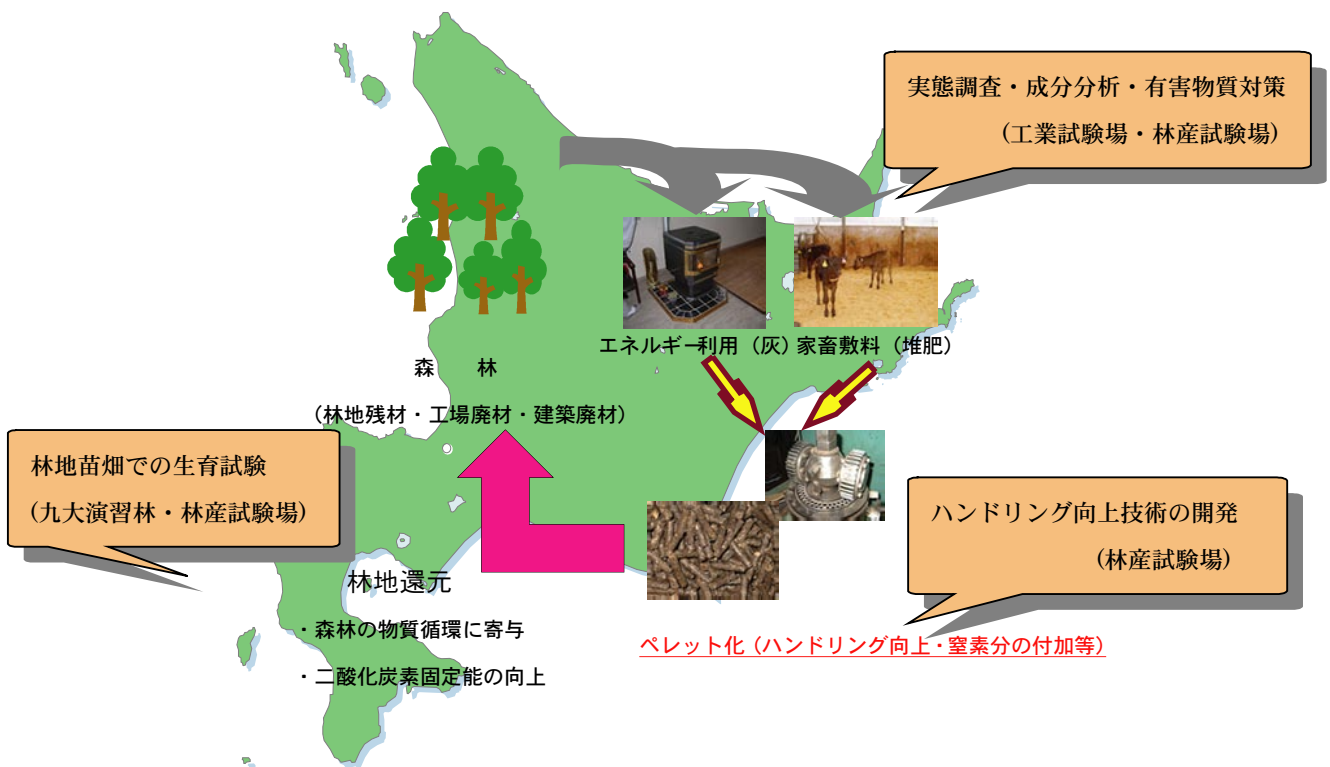 実態調査・成分分析・有害物質対策
(工業試験場・林産試験場)
エネルギー利用（灰）
家畜敷料（堆肥）
森　林
（林地残材・工場廃材・建築廃材）
林地苗畑での生育試験
(九大演習林・林産試験場)
ハンドリング向上技術の開発
(林産試験場)
林地還元
・森林の物質循環に寄与
・二酸化炭素固定能の向上
ペレット化（ハンドリング向上・窒素分の付加等）